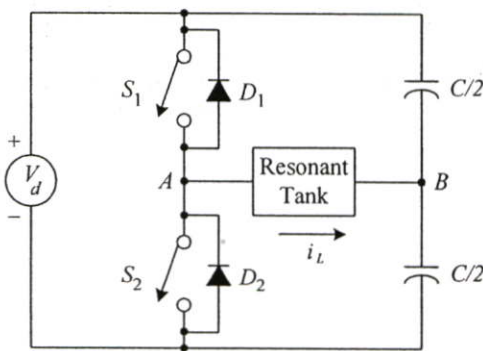 S1
D1
C/2
+
Vd
−
A
Resonant
Tank
B
iL
S2
D2
C/2